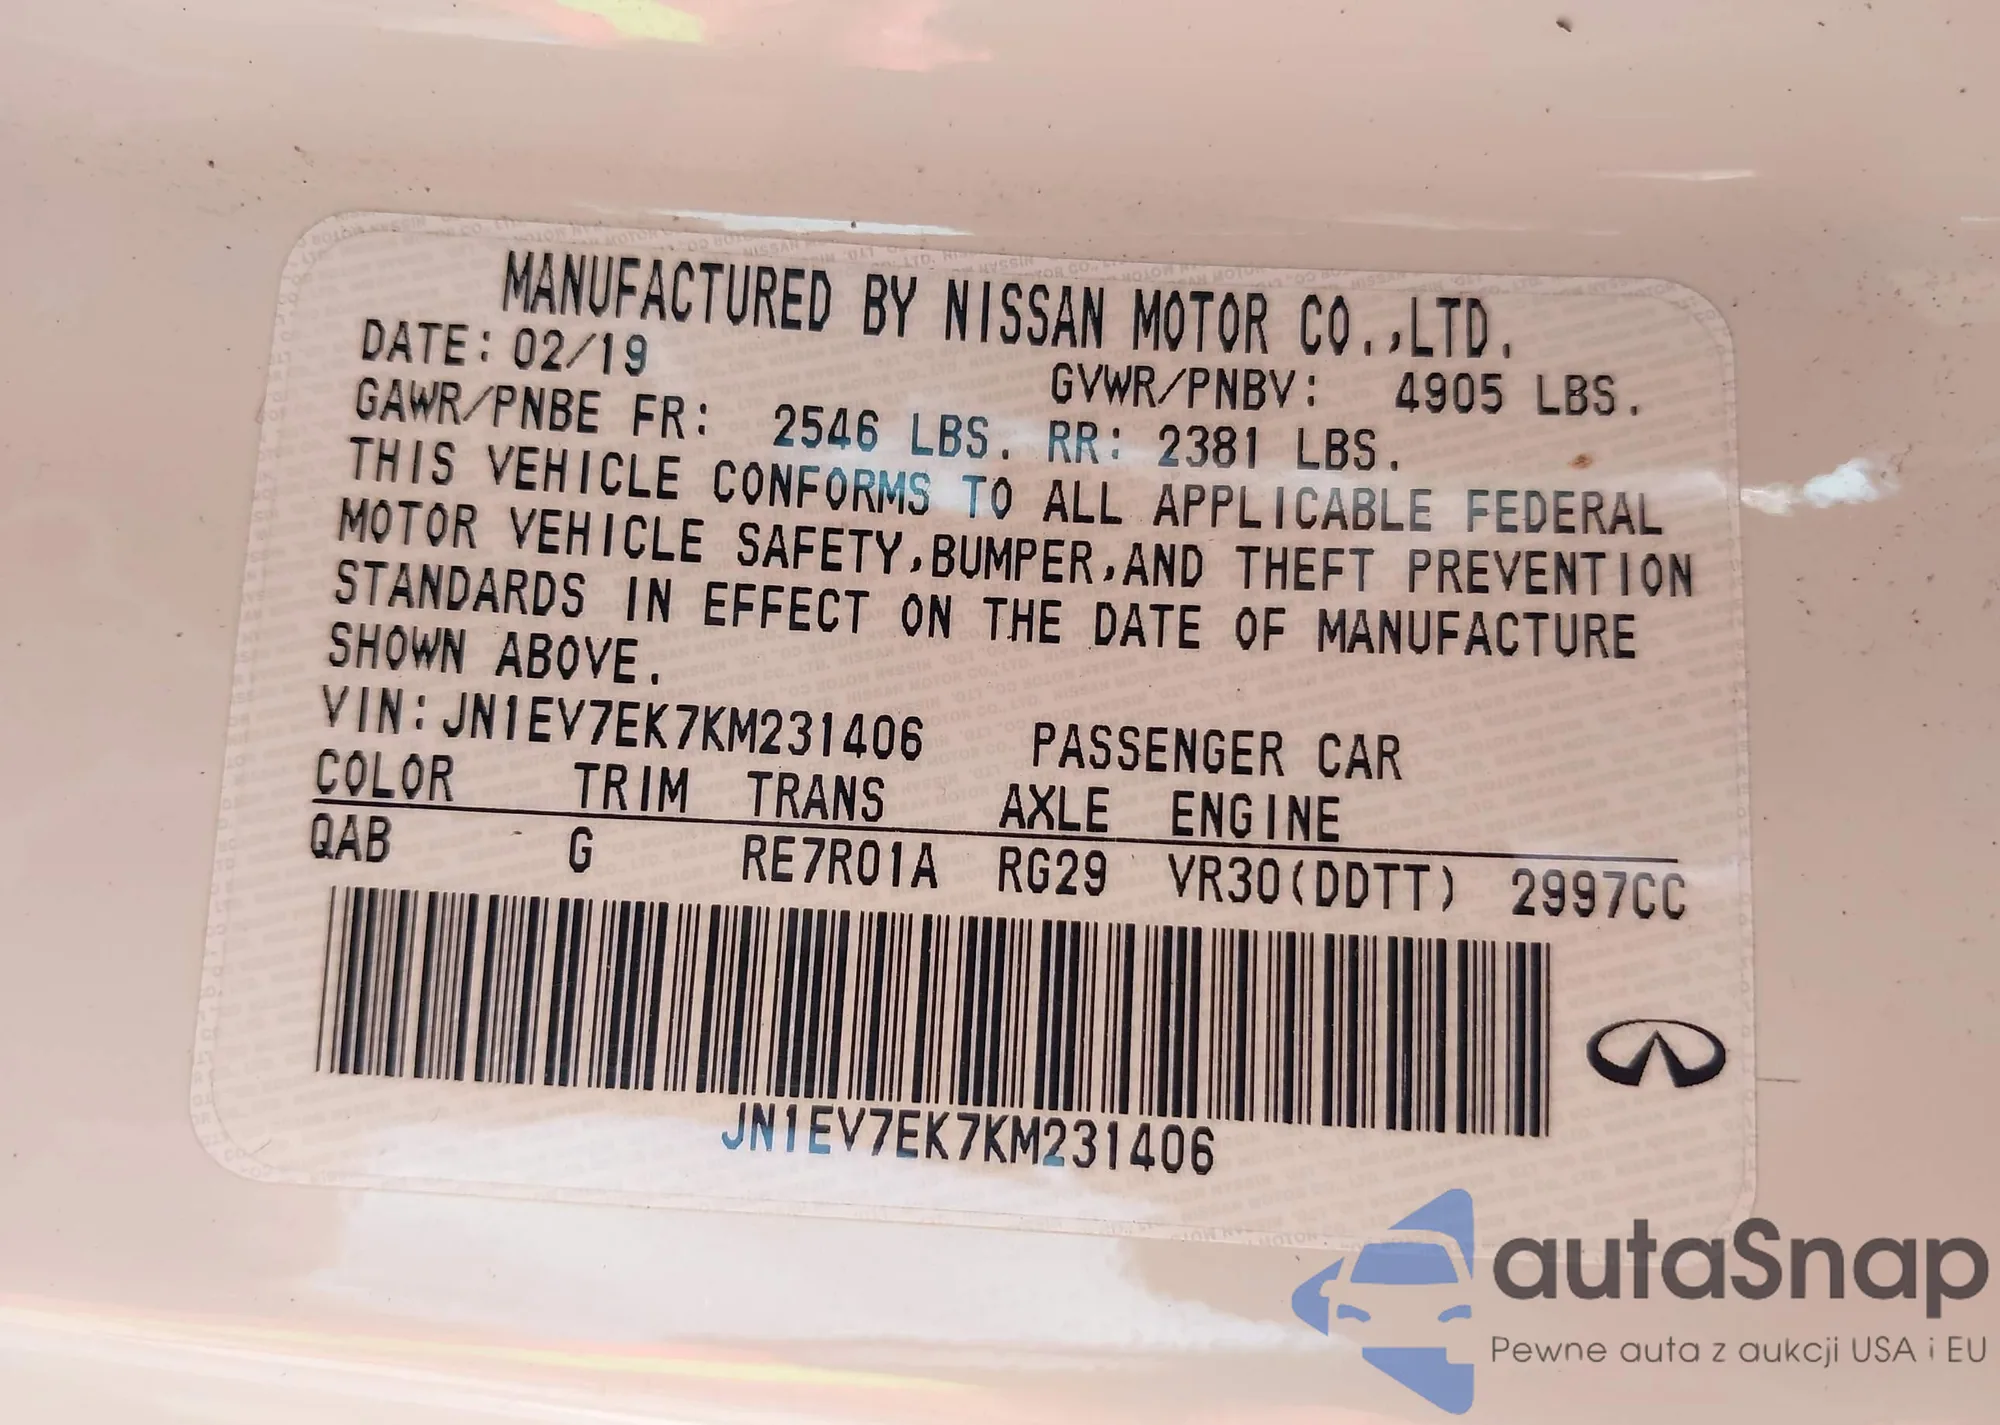 MANUFACTURED BY NISSAN MOTOR CO.,LTD.
DATE: 02/19
GVWR/PNBV: 4905 LBS.
GAWR/PNBE FR: 2546 LBS. RR: 2381 LBS.
THIS VEHICLE CONFORMS TO ALL APPLICABLE FEDERAL
MOTOR VEHICLE SAFETY,BUMPER,AND THEFT PREVENTION
STANDARDS IN EFFECT ON THE DATE OF MANUFACTURE
SHOWN ABOVE.
VIN:JN1EV7EK7KM231406 PASSENGER CAR
COLOR TRIM TRANS AXLE ENGINE
QAB G RE7R01A RG29 VR30(DDTT) 2997CC
JN1EV7EK7KM231406
autaSnap
Pewne auta z aukcji USA i EU